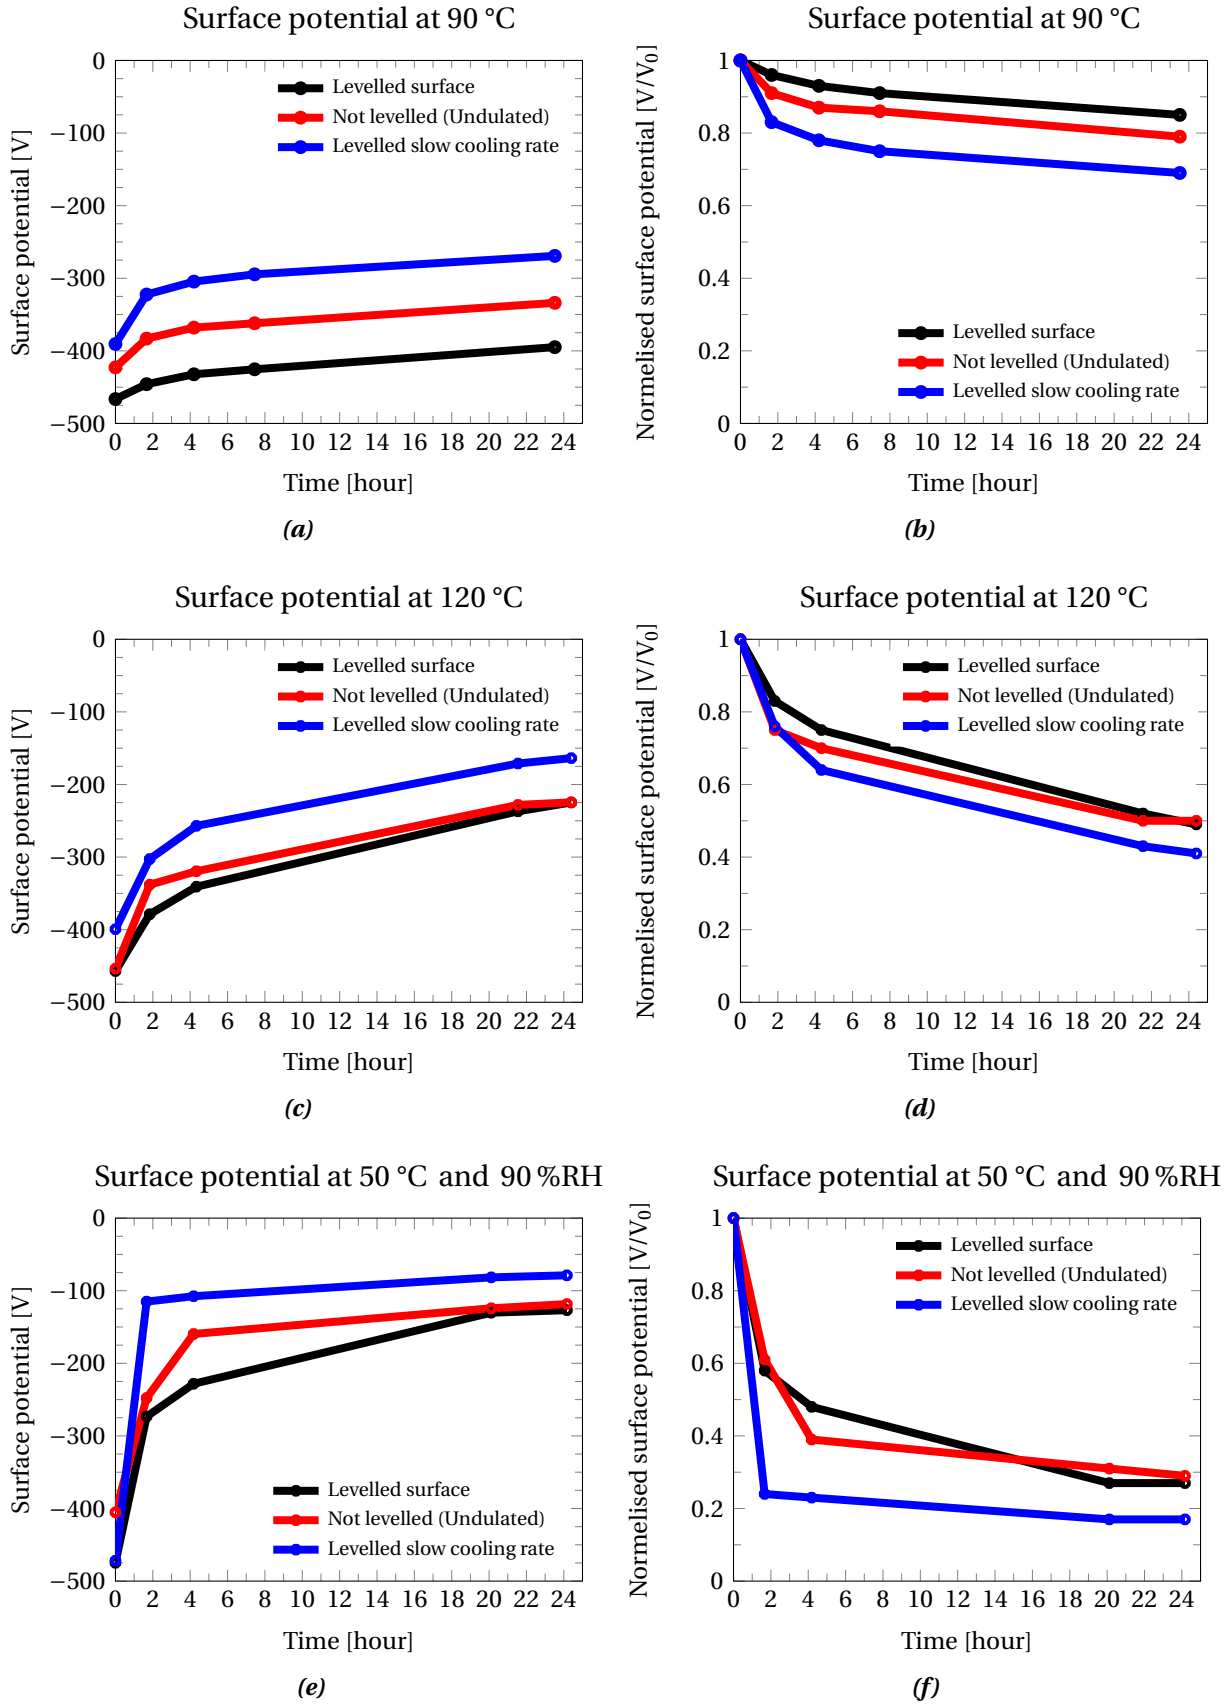 Surface potential at 90 °C
0
−100
−200
−300
−400
−500
Surface potential [V]
Levelled surface
Not levelled (Undulated)
Levelled slow cooling rate
0 2 4 6 8 10 12 14 16 18 20 22 24
Time [hour]
(a)
Surface potential at 90 °C
1
0.8
0.6
0.4
0.2
0
Normelised surface potential [V/V0]
Levelled surface
Not levelled (Undulated)
Levelled slow cooling rate
0 2 4 6 8 10 12 14 16 18 20 22 24
Time [hour]
(b)
Surface potential at 120 °C
0
−100
−200
−300
−400
−500
Surface potential [V]
Levelled surface
Not levelled (Undulated)
Levelled slow cooling rate
0 2 4 6 8 10 12 14 16 18 20 22 24
Time [hour]
(c)
Surface potential at 120 °C
1
0.8
0.6
0.4
0.2
0
Normelised surface potential [V/V0]
Levelled surface
Not levelled (Undulated)
Levelled slow cooling rate
0 2 4 6 8 10 12 14 16 18 20 22 24
Time [hour]
(d)
Surface potential at 50 °C and 90 %RH
0
−100
−200
−300
−400
−500
Surface potential [V]
Levelled surface
Not levelled (Undulated)
Levelled slow cooling rate
0 2 4 6 8 10 12 14 16 18 20 22 24
Time [hour]
(e)
Surface potential at 50 °C and 90 %RH
1
0.8
0.6
0.4
0.2
0
Normelised surface potential [V/V0]
Levelled surface
Not levelled (Undulated)
Levelled slow cooling rate
0 2 4 6 8 10 12 14 16 18 20 22 24
Time [hour]
(f)